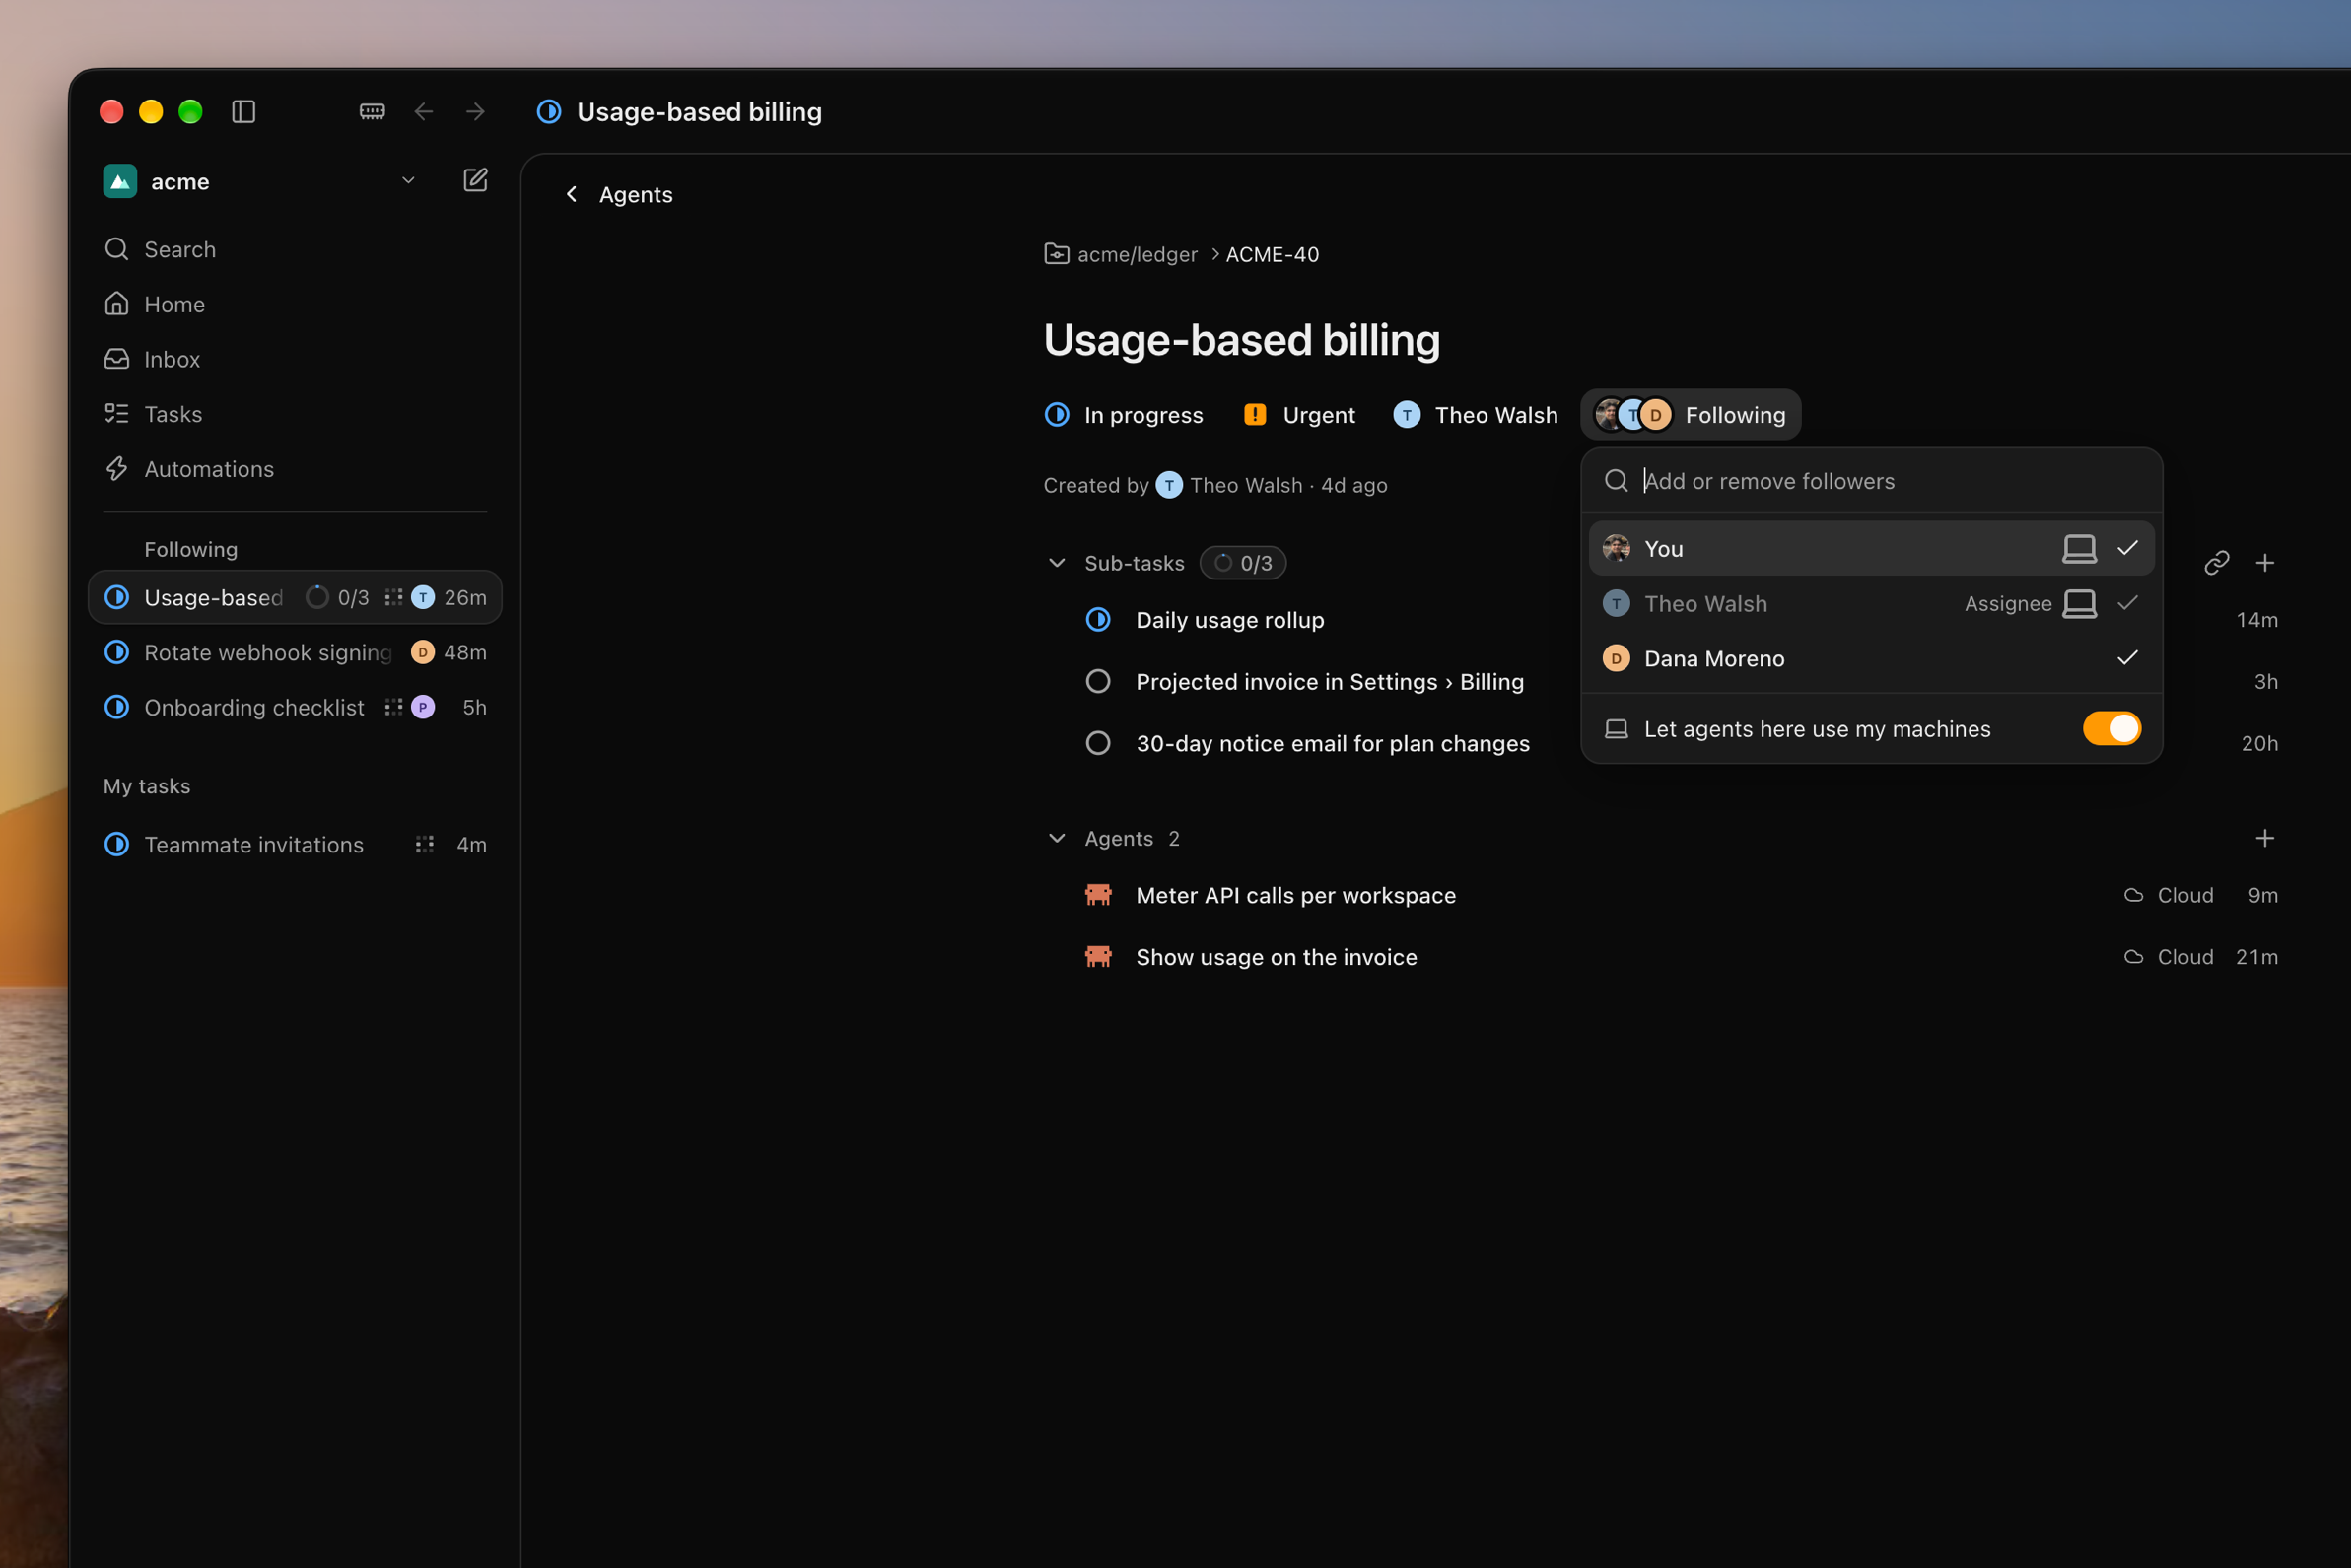 Usage-based billing
acme
Search
Home
Inbox
Tasks
Automations
Following
Usage-based 0/3 T 26m
Rotate webhook signing D 48m
Onboarding checklist P 5h
My tasks
Teammate invitations 4m
Agents
acme/ledger › ACME-40
Usage-based billing
In progress ! Urgent T Theo Walsh T D Following
Created by T Theo Walsh · 4d ago
Add or remove followers
You
T Theo Walsh Assignee
D Dana Moreno
Let agents here use my machines
Sub-tasks 0/3
Daily usage rollup 14m
Projected invoice in Settings › Billing 3h
30-day notice email for plan changes 20h
Agents 2
Meter API calls per workspace Cloud 9m
Show usage on the invoice Cloud 21m